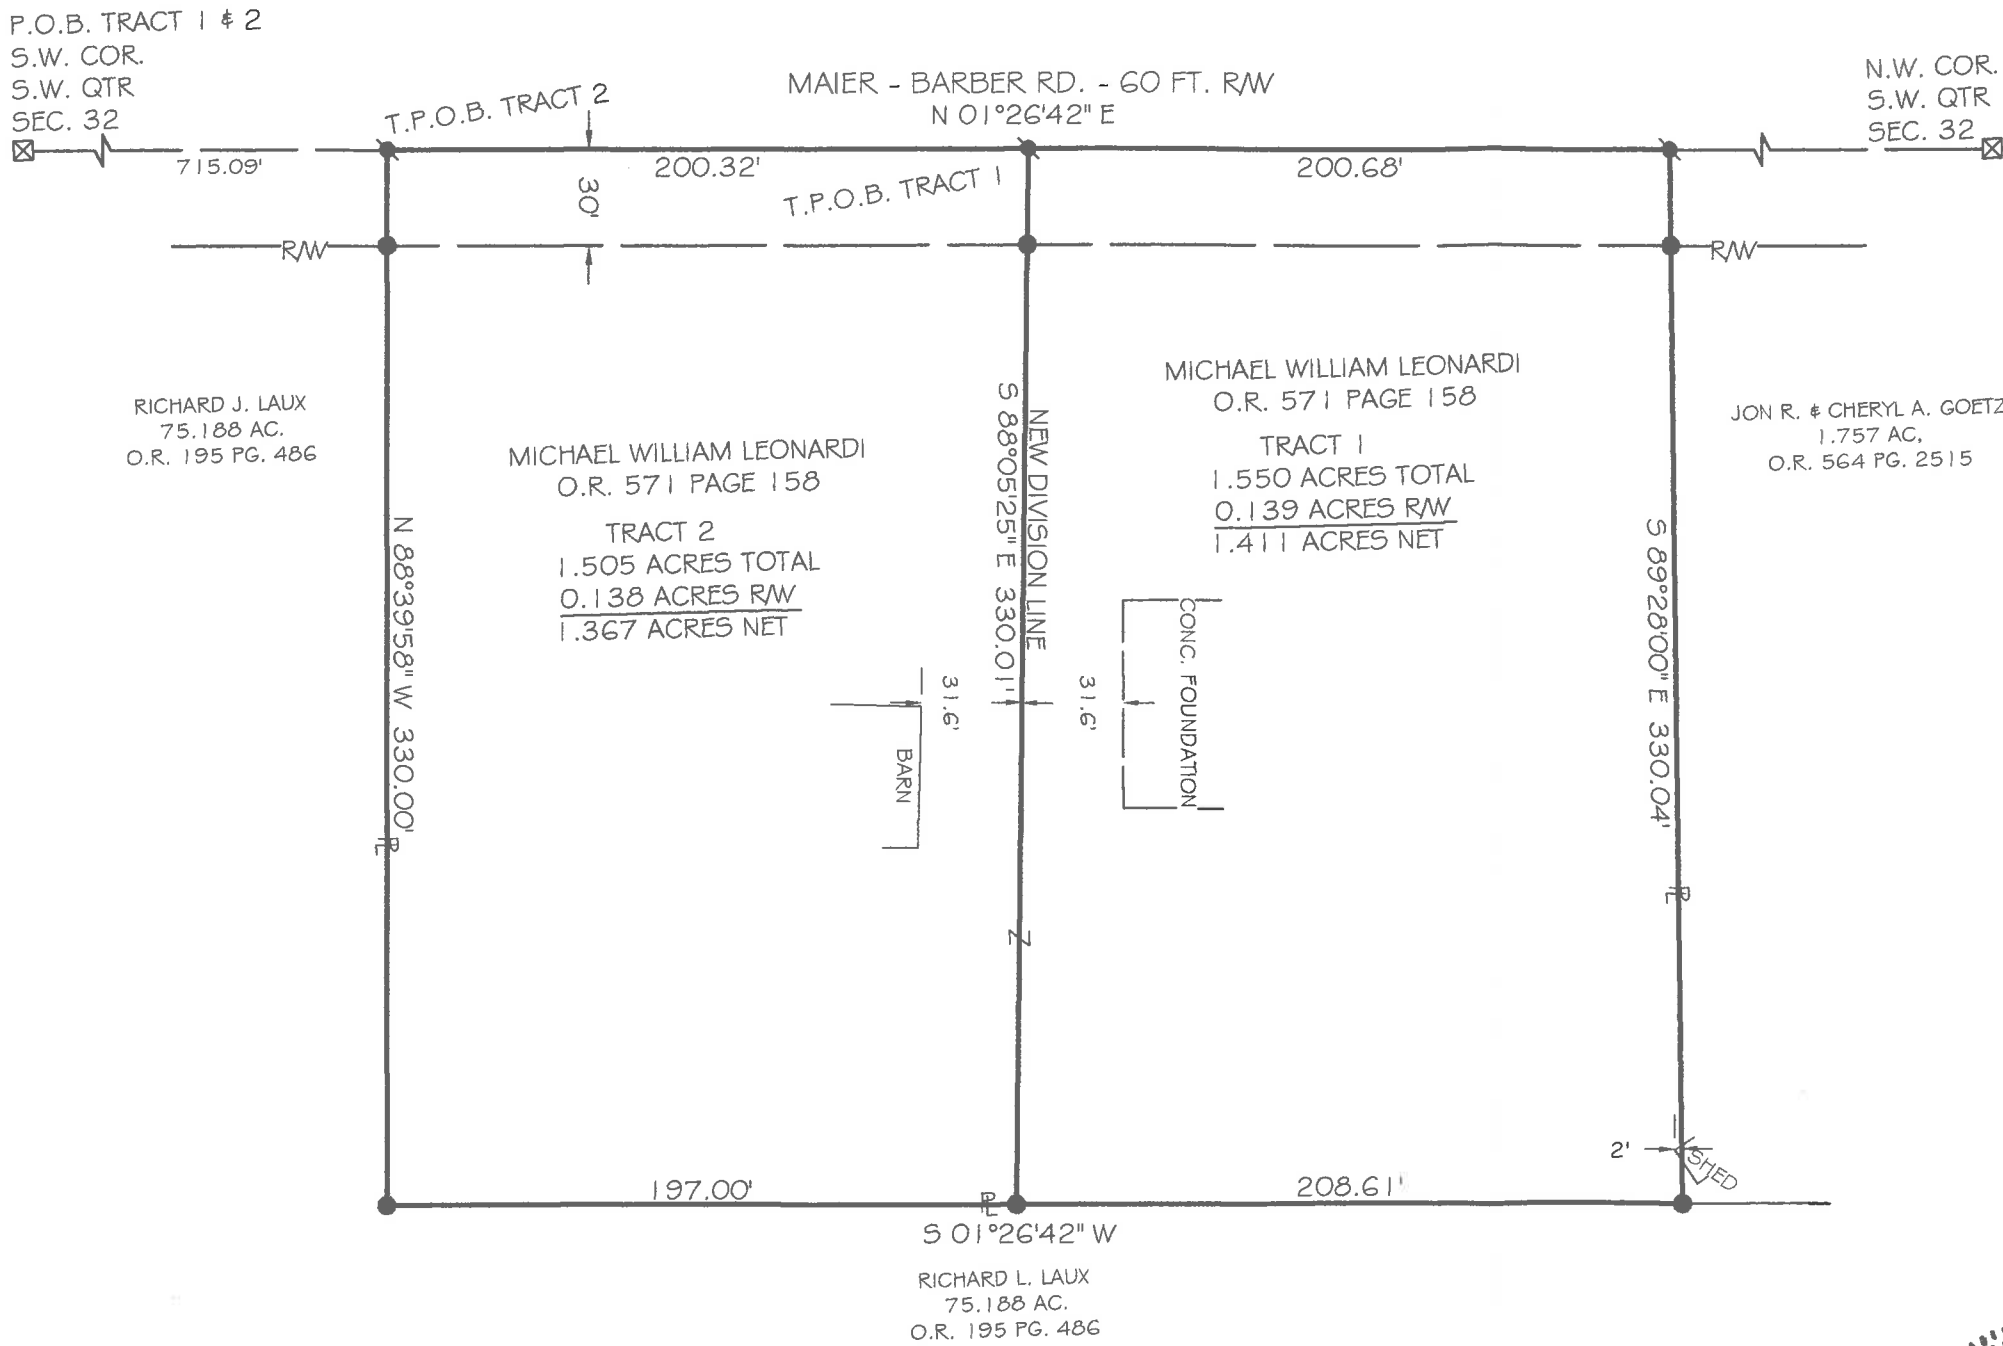 P.O.B. TRACT 1 & 2
S.W. COR.
S.W. QTR
SEC. 32
T.P.O.B. TRACT 2
MAIER - BARBER RD. - 60 FT. R/W
N 01°26'42" E
N.W. COR.
S.W. QTR
SEC. 32
715.09'
200.32'
T.P.O.B. TRACT 1
200.68'
30'
R/W
R/W
RICHARD J. LAUX
75.188 AC.
O.R. 195 PG. 486
MICHAEL WILLIAM LEONARDI
O.R. 571 PAGE 158
TRACT 2
1.505 ACRES TOTAL
0.138 ACRES R/W
1.367 ACRES NET
N 88°39'58" W 330.00'
PL
NEW DIVISION LINE
S 88°05'25" E 330.01'
MICHAEL WILLIAM LEONARDI
O.R. 571 PAGE 158
TRACT 1
1.550 ACRES TOTAL
0.139 ACRES R/W
1.411 ACRES NET
JON R. & CHERYL A. GOETZ
1.757 AC,
O.R. 564 PG. 2515
S 89°28'00" E 330.04'
PL
31.6'
31.6'
BARN
CONC. FOUNDATION
Z
2'
SHED
197.00'
PL
208.61'
S 01°26'42" W
RICHARD L. LAUX
75.188 AC.
O.R. 195 PG. 486